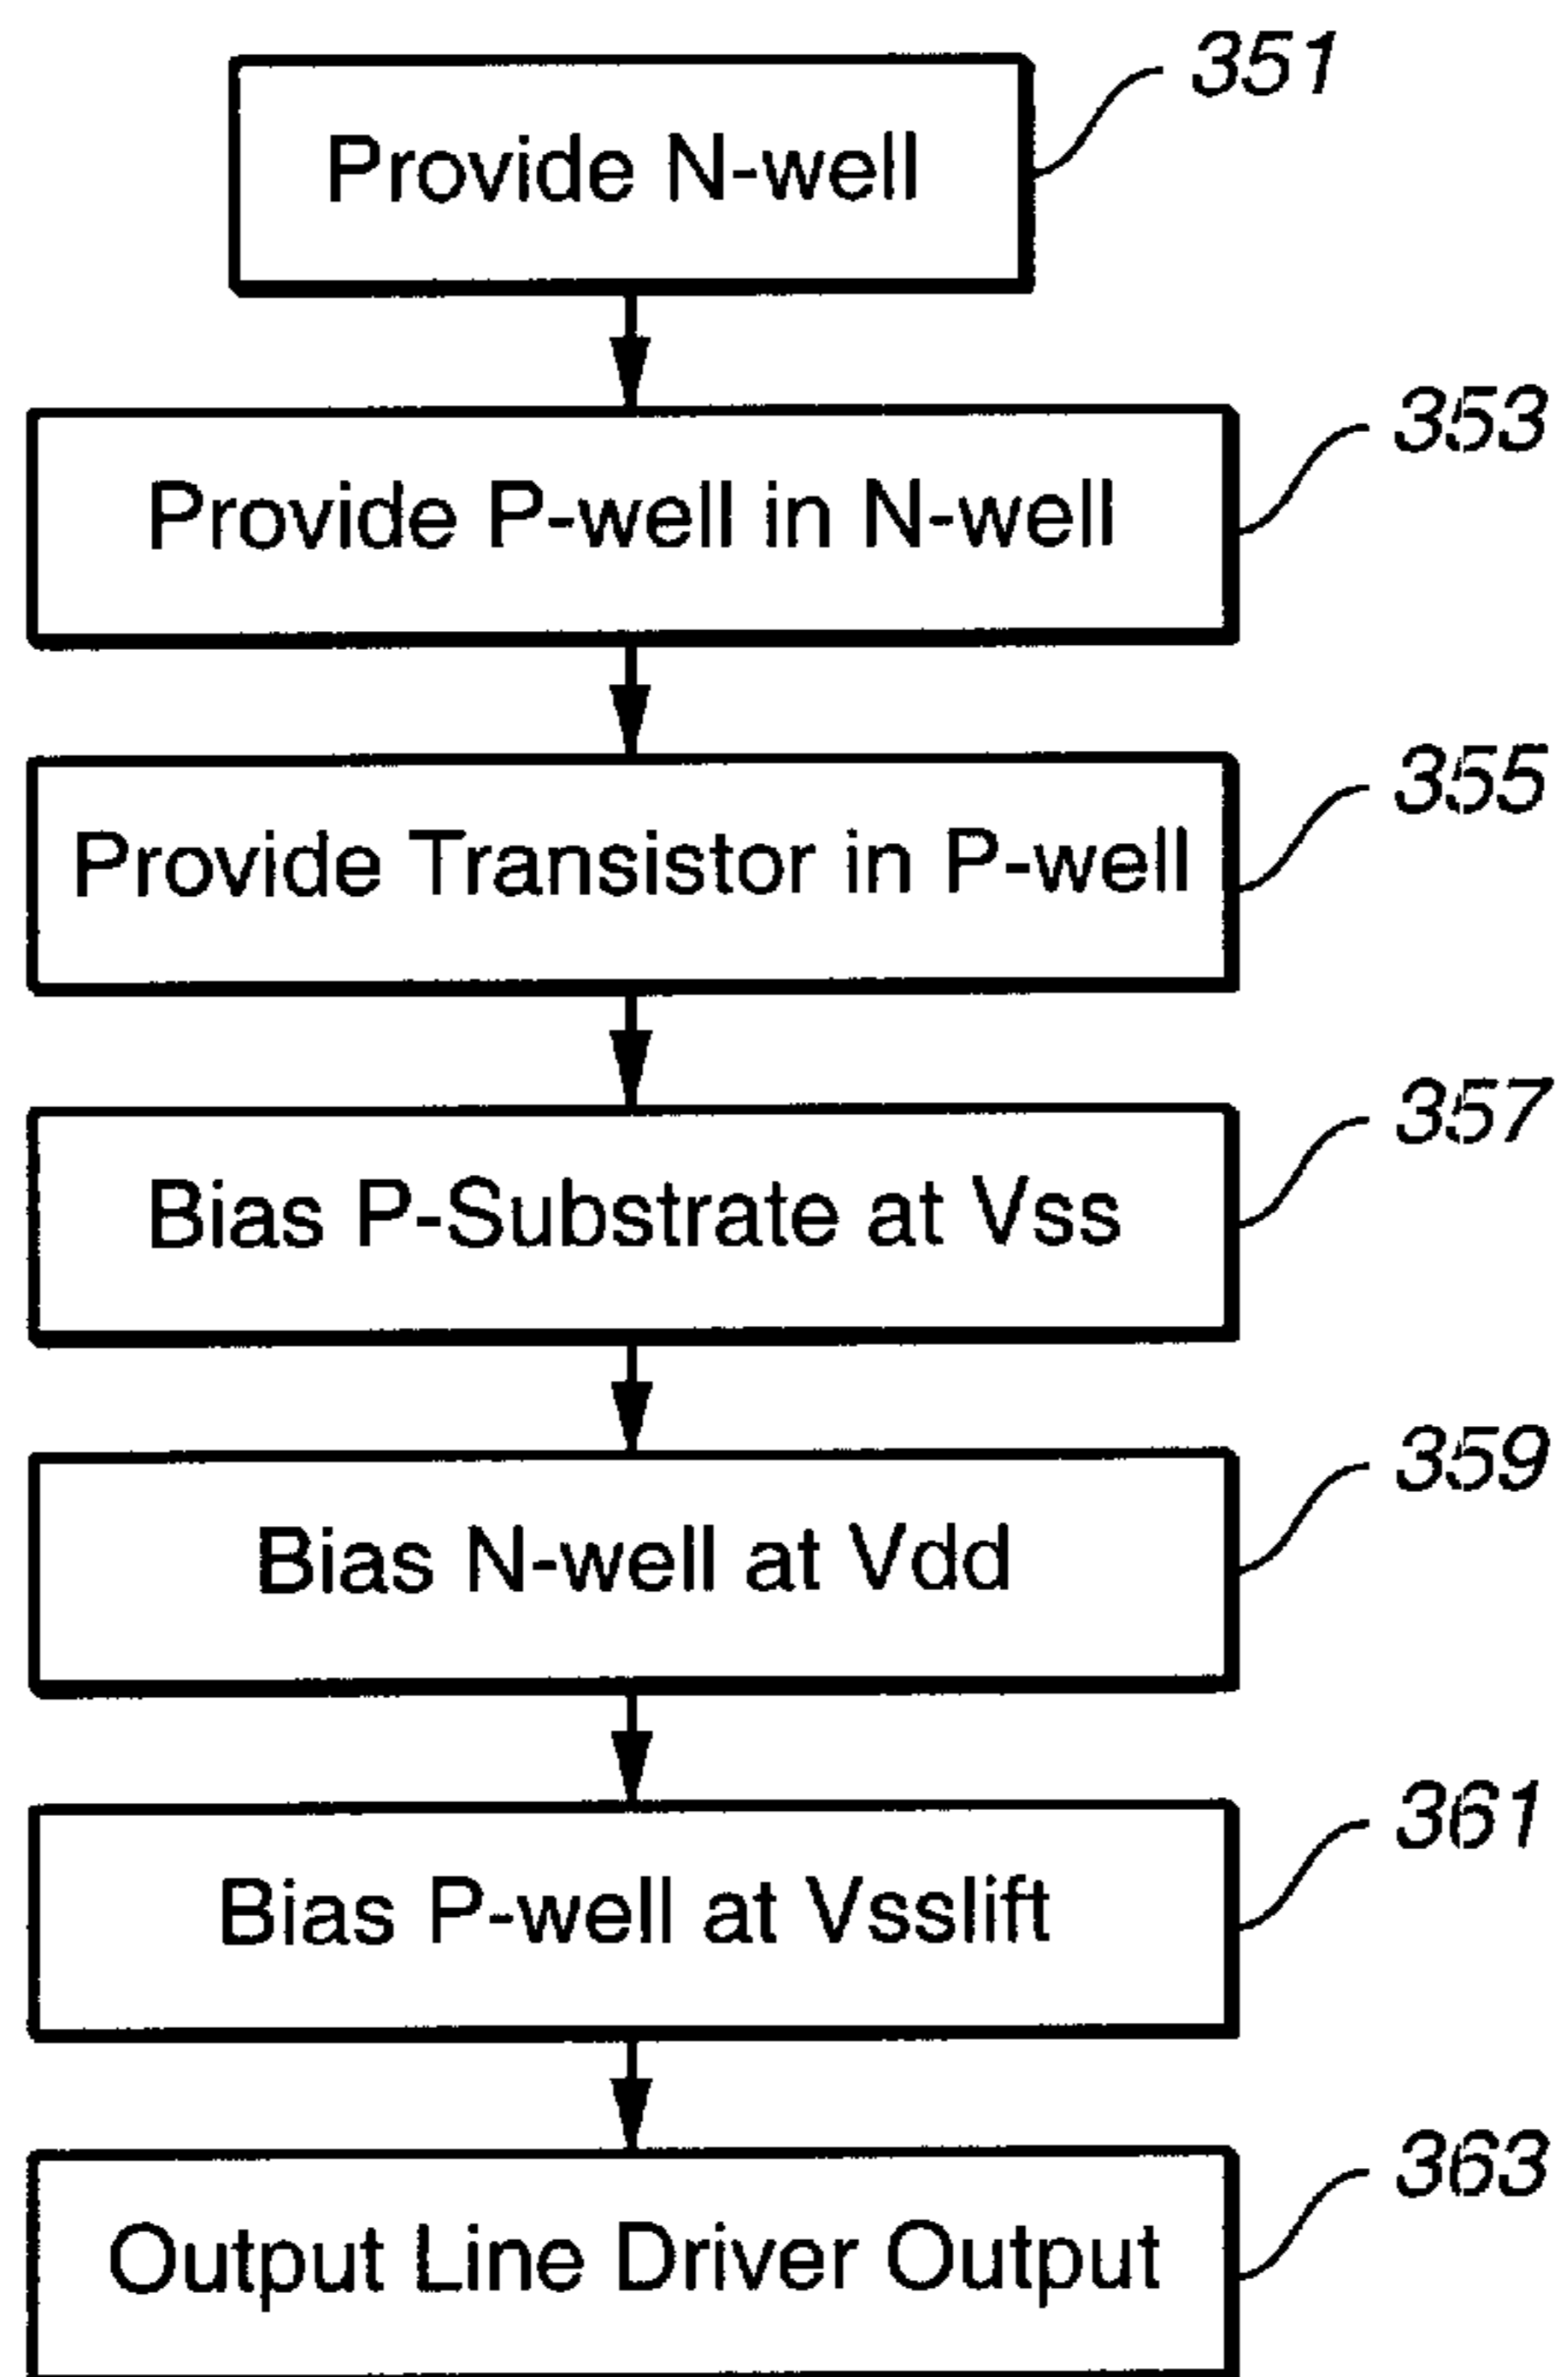 351
Provide N-well
353
Provide P-well in N-well
355
Provide Transistor in P-well
357
Bias P-Substrate at Vss
359
Bias N-well at Vdd
361
Bias P-well at Vsslift
363
Output Line Driver Output